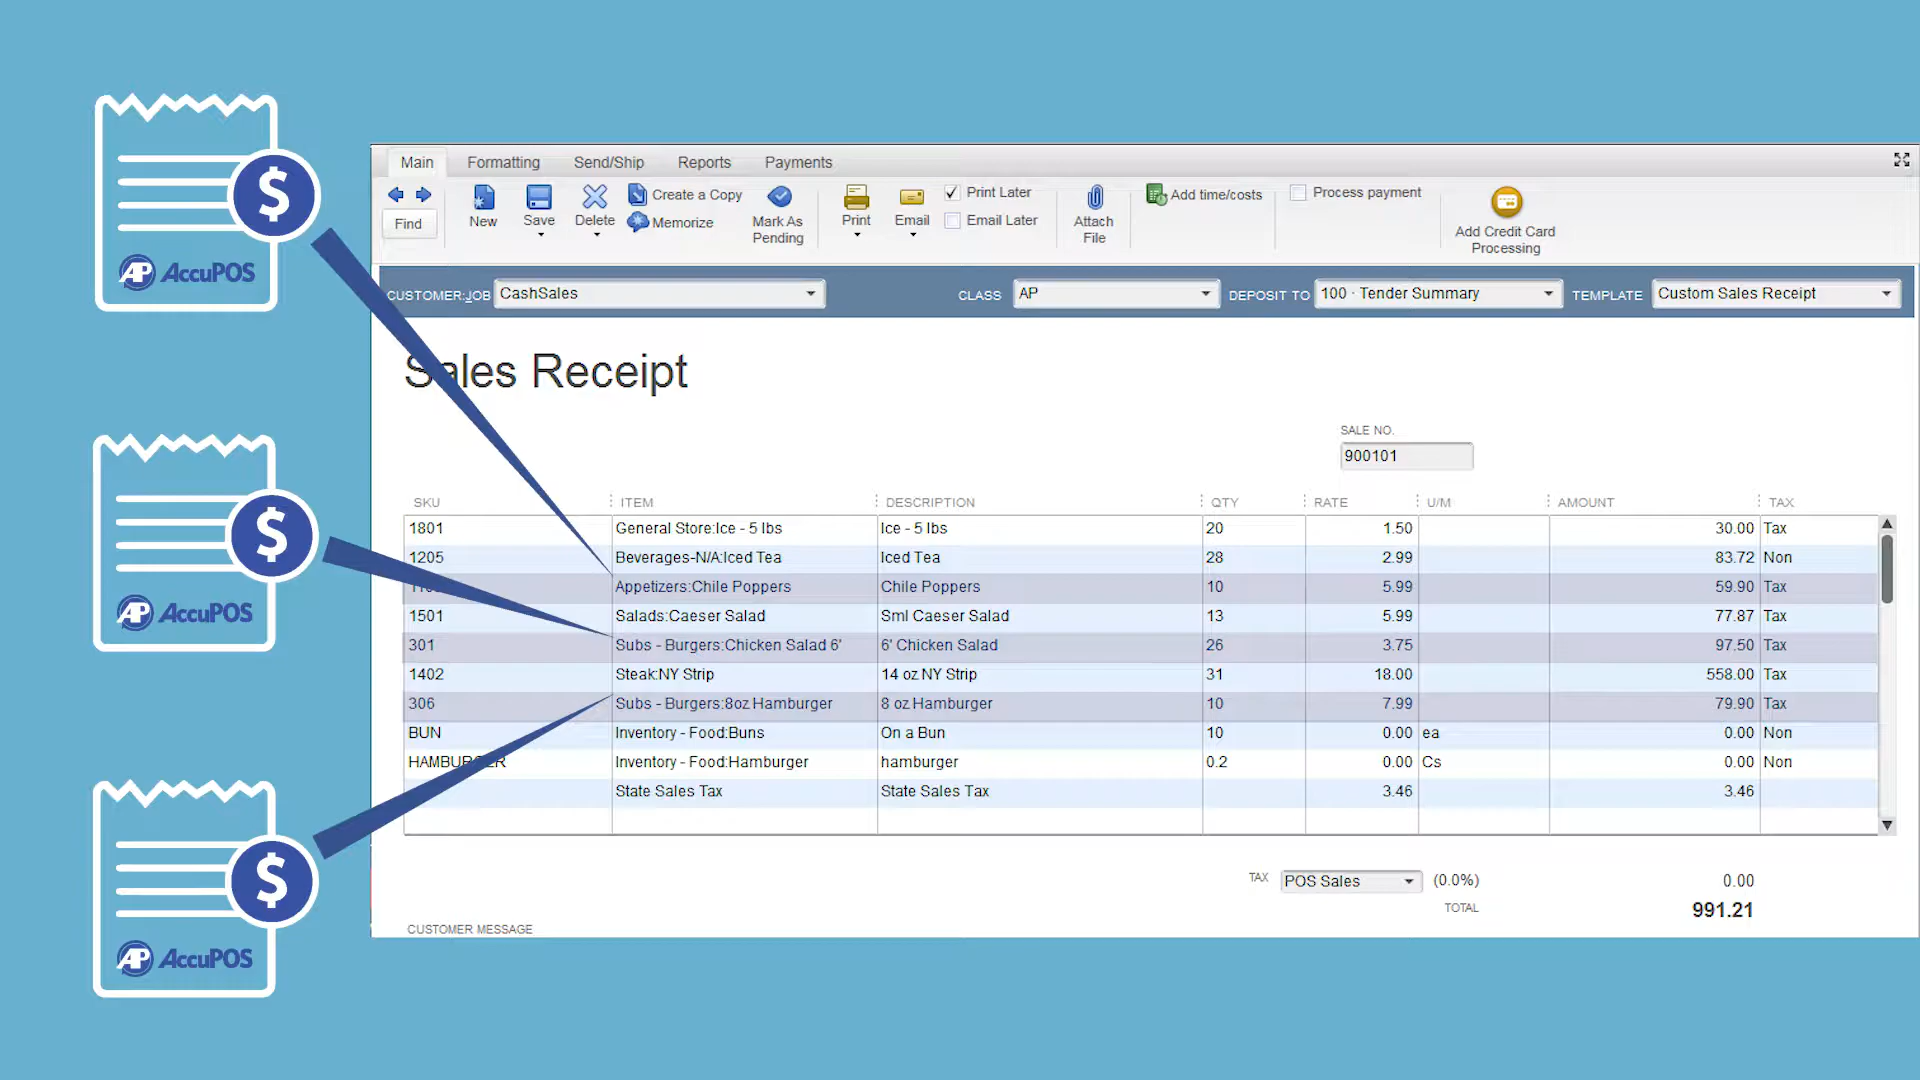 AccuPOS
AccuPOS
AccuPOS
Main Formatting Send/Ship Reports Payments
Find New Save Delete Create a Copy Memorize Mark As Pending Print Email Print Later Email Later Attach File Add time/costs Process payment Add Credit Card Processing
CUSTOMER:JOB CashSales CLASS AP DEPOSIT TO 100 · Tender Summary TEMPLATE Custom Sales Receipt
Sales Receipt
SALE NO.
900101
SKU ITEM DESCRIPTION QTY RATE U/M AMOUNT TAX
1801 General Store:Ice - 5 lbs Ice - 5 lbs 20 1.50 30.00 Tax
1205 Beverages-N/A:Iced Tea Iced Tea 28 2.99 83.72 Non
Appetizers:Chile Poppers Chile Poppers 10 5.99 59.90 Tax
1501 Salads:Caeser Salad Sml Caeser Salad 13 5.99 77.87 Tax
301 Subs - Burgers:Chicken Salad 6' 6' Chicken Salad 26 3.75 97.50 Tax
1402 Steak:NY Strip 14 oz NY Strip 31 18.00 558.00 Tax
306 Subs - Burgers:8oz Hamburger 8 oz Hamburger 10 7.99 79.90 Tax
BUN Inventory - Food:Buns On a Bun 10 0.00 ea 0.00 Non
HAMBURGER Inventory - Food:Hamburger hamburger 0.2 0.00 Cs 0.00 Non
State Sales Tax State Sales Tax 3.46 3.46
TAX POS Sales (0.0%) 0.00
TOTAL 991.21
CUSTOMER MESSAGE